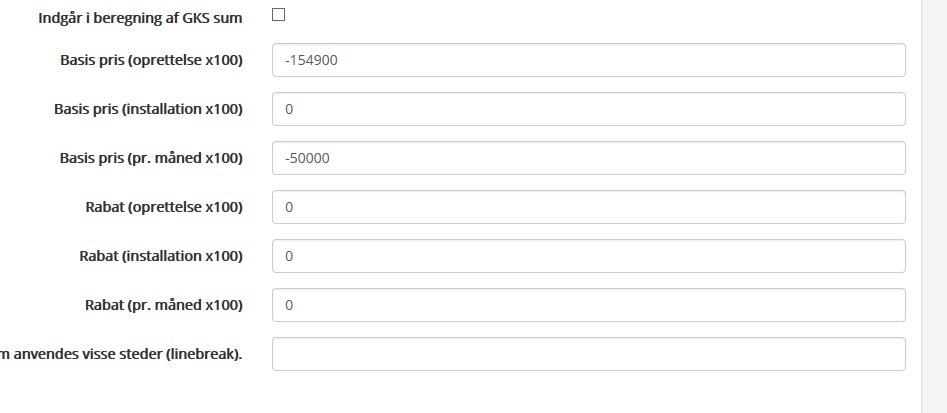 Indgår i beregning af GKS sum
Basis pris (oprettelse x100) -154900
Basis pris (installation x100) 0
Basis pris (pr. måned x100) -50000
Rabat (oprettelse x100) 0
Rabat (installation x100) 0
Rabat (pr. måned x100) 0
anvendes visse steder (linebreak).